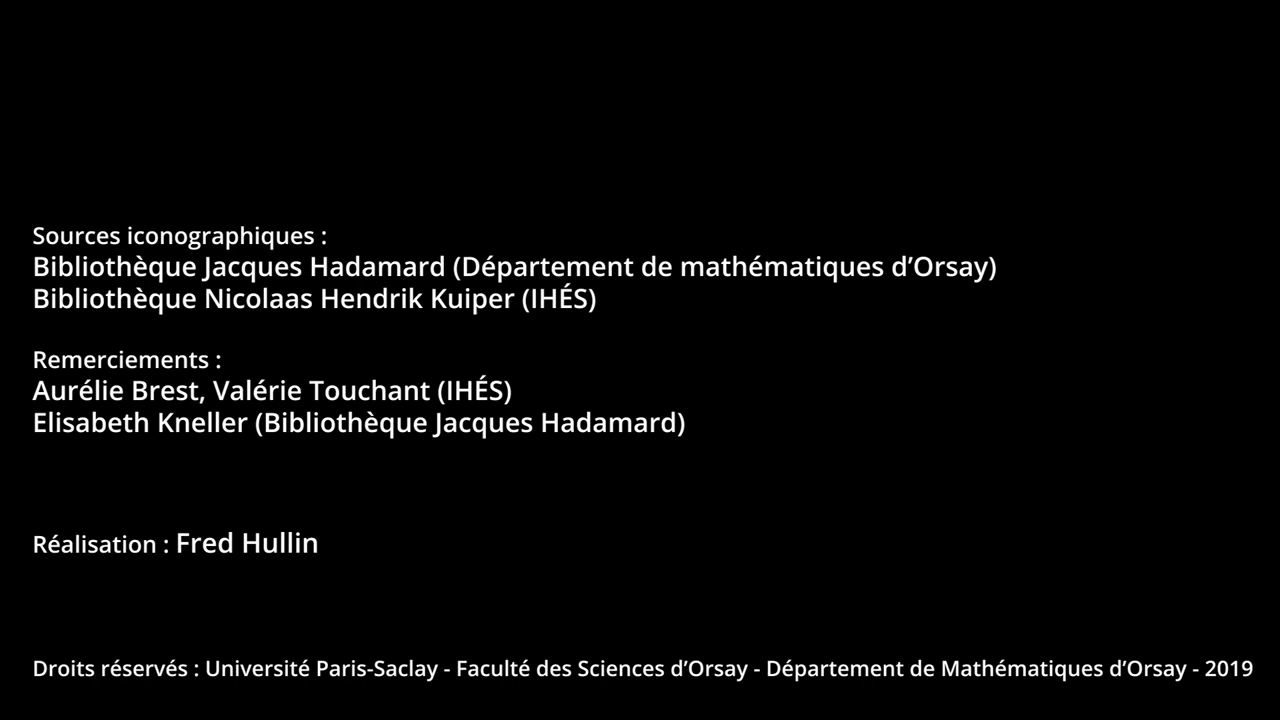 Sources iconographiques :
Bibliothèque Jacques Hadamard (Département de mathématiques d’Orsay)
Bibliothèque Nicolaas Hendrik Kuiper (IHÉS)
Remerciements :
Aurélie Brest, Valérie Touchant (IHÉS)
Elisabeth Kneller (Bibliothèque Jacques Hadamard)
Réalisation : Fred Hullin
Droits réservés : Université Paris-Saclay - Faculté des Sciences d’Orsay - Département de Mathématiques d’Orsay - 2019